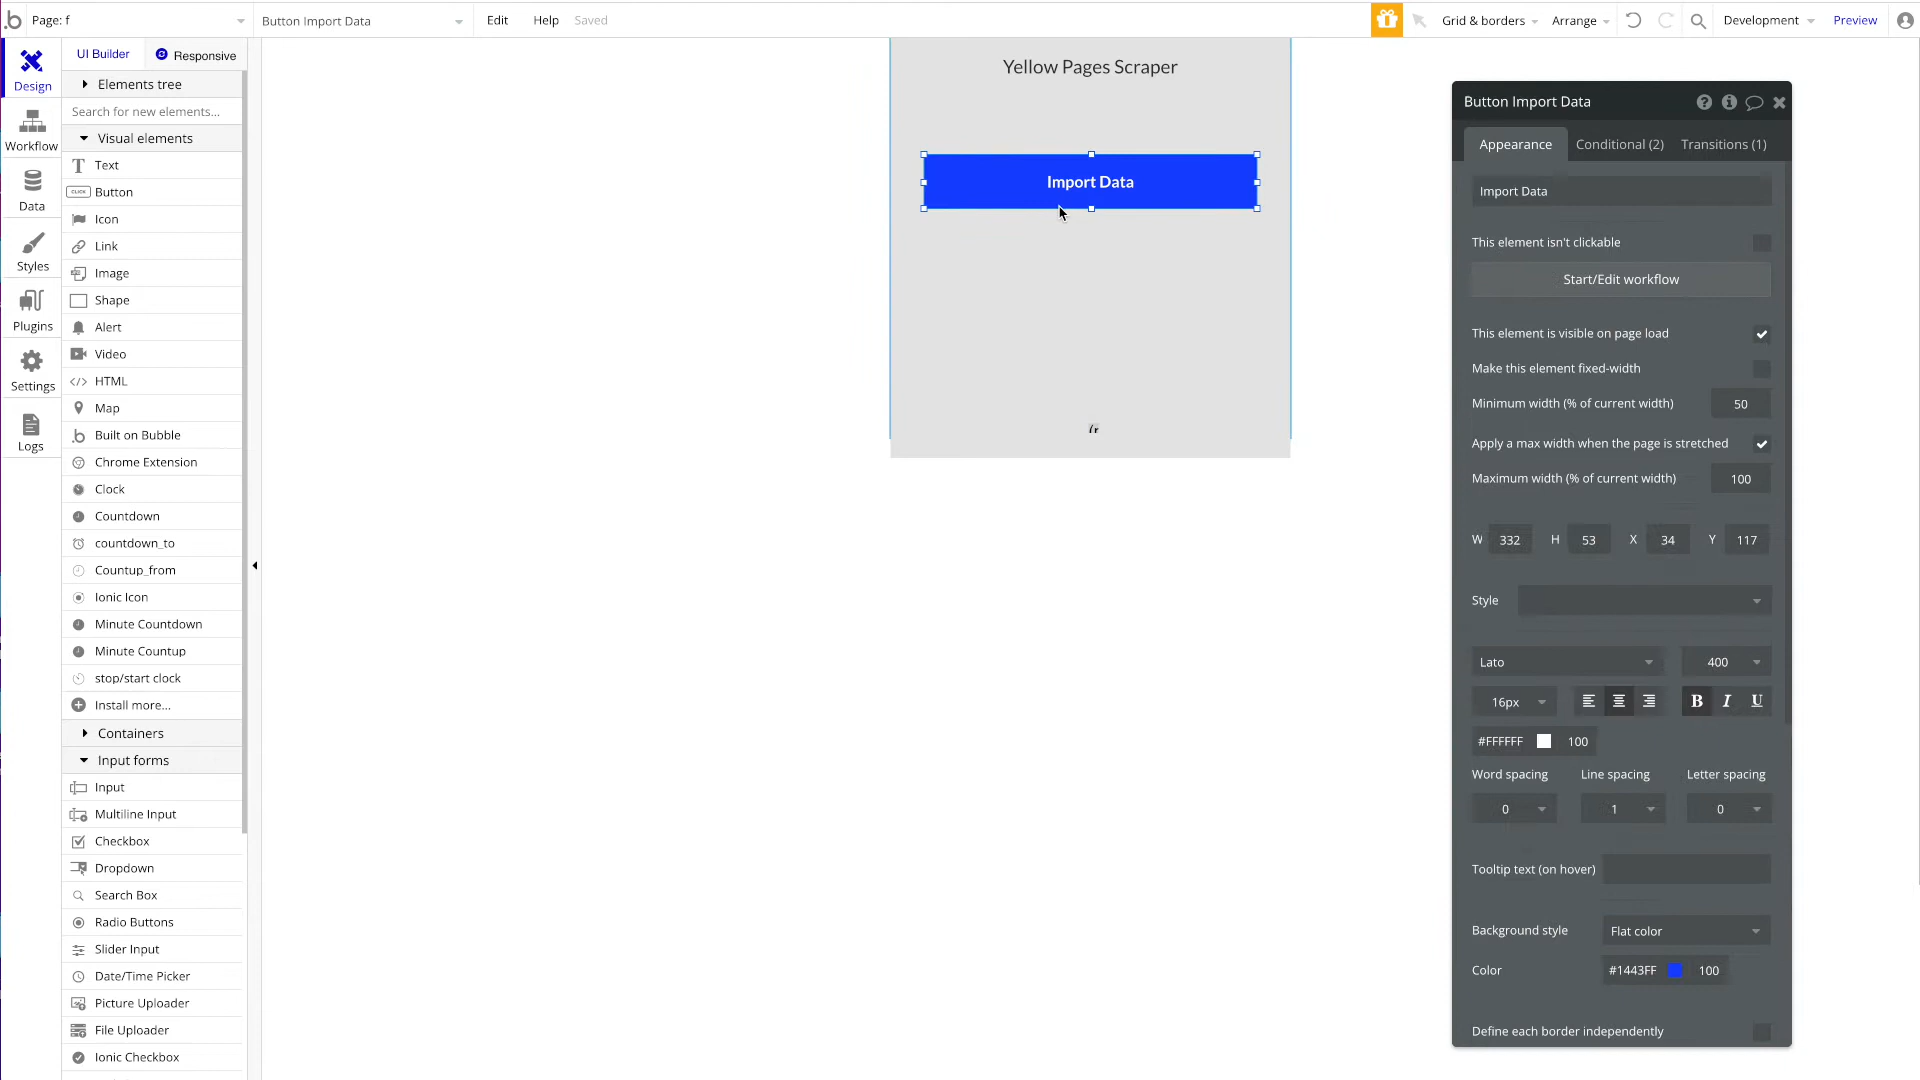 Page: f
Button Import Data
Edit
Help
Saved
Grid & borders
Arrange
Development
Preview
Design
Workflow
Data
Styles
Plugins
Settings
Logs
UI Builder
Responsive
Elements tree
Search for new elements...
Visual elements
Text
CLICK
Button
Icon
Link
Image
Shape
Alert
Video
HTML
Map
Built on Bubble
Chrome Extension
Clock
Countdown
countdown_to
Countup_from
Ionic Icon
Minute Countdown
Minute Countup
stop/start clock
Install more...
Containers
Input forms
Input
Multiline Input
Checkbox
Dropdown
Search Box
Radio Buttons
Slider Input
Date/Time Picker
Picture Uploader
File Uploader
Ionic Checkbox
Yellow Pages Scraper
Import Data
Button Import Data
Appearance
Conditional (2)
Transitions (1)
Import Data
This element isn't clickable
Start/Edit workflow
This element is visible on page load
Make this element fixed-width
Minimum width (% of current width) 50
Apply a max width when the page is stretched
Maximum width (% of current width) 100
W 332 H 53 X 34 Y 117
Style
Lato 400
16px B I U
#FFFFFF 100
Word spacing Line spacing Letter spacing
0 1 0
Tooltip text (on hover)
Background style Flat color
Color #1443FF 100
Define each border independently